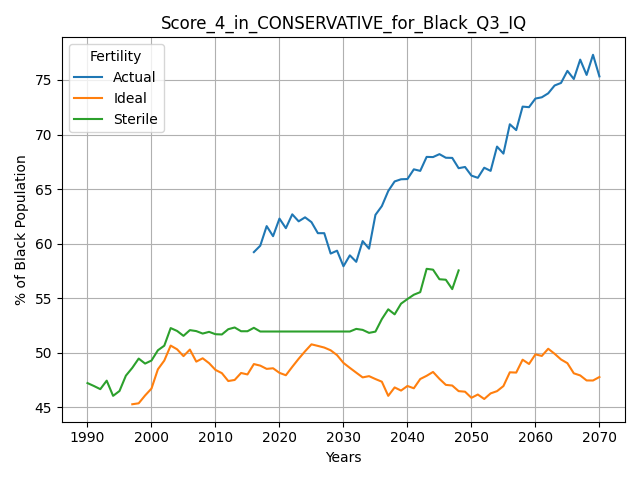 Score_4_in_CONSERVATIVE_for_Black_Q3_IQ
Fertility
Actual
Ideal
Sterile
% of Black Population
75
70
65
60
55
50
45
1990 2000 2010 2020 2030 2040 2050 2060 2070
Years